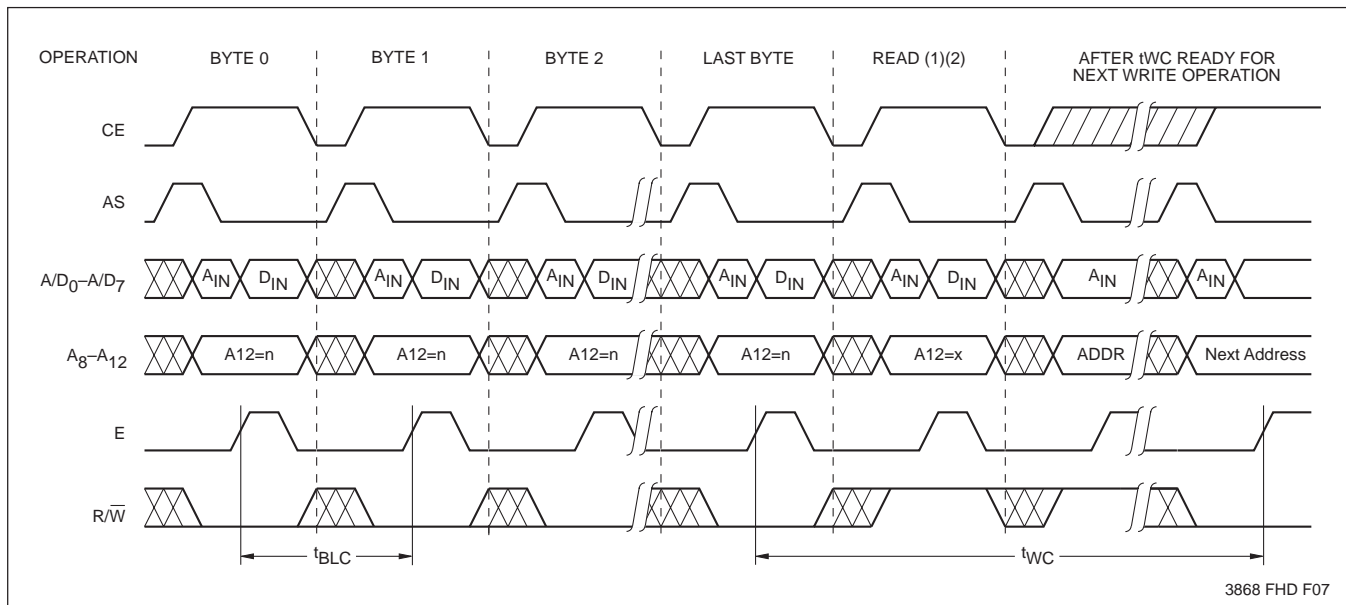 OPERATION BYTE 0 BYTE 1 BYTE 2 LAST BYTE READ (1)(2) AFTER tWC READY FOR
NEXT WRITE OPERATION
CE
AS
A/D0–A/D7 AIN DIN AIN DIN AIN DIN AIN DIN AIN DIN AIN AIN
A8–A12 A12=n A12=n A12=n A12=n A12=x ADDR Next Address
E
R/W̅
tBLC tWC
3868 FHD F07